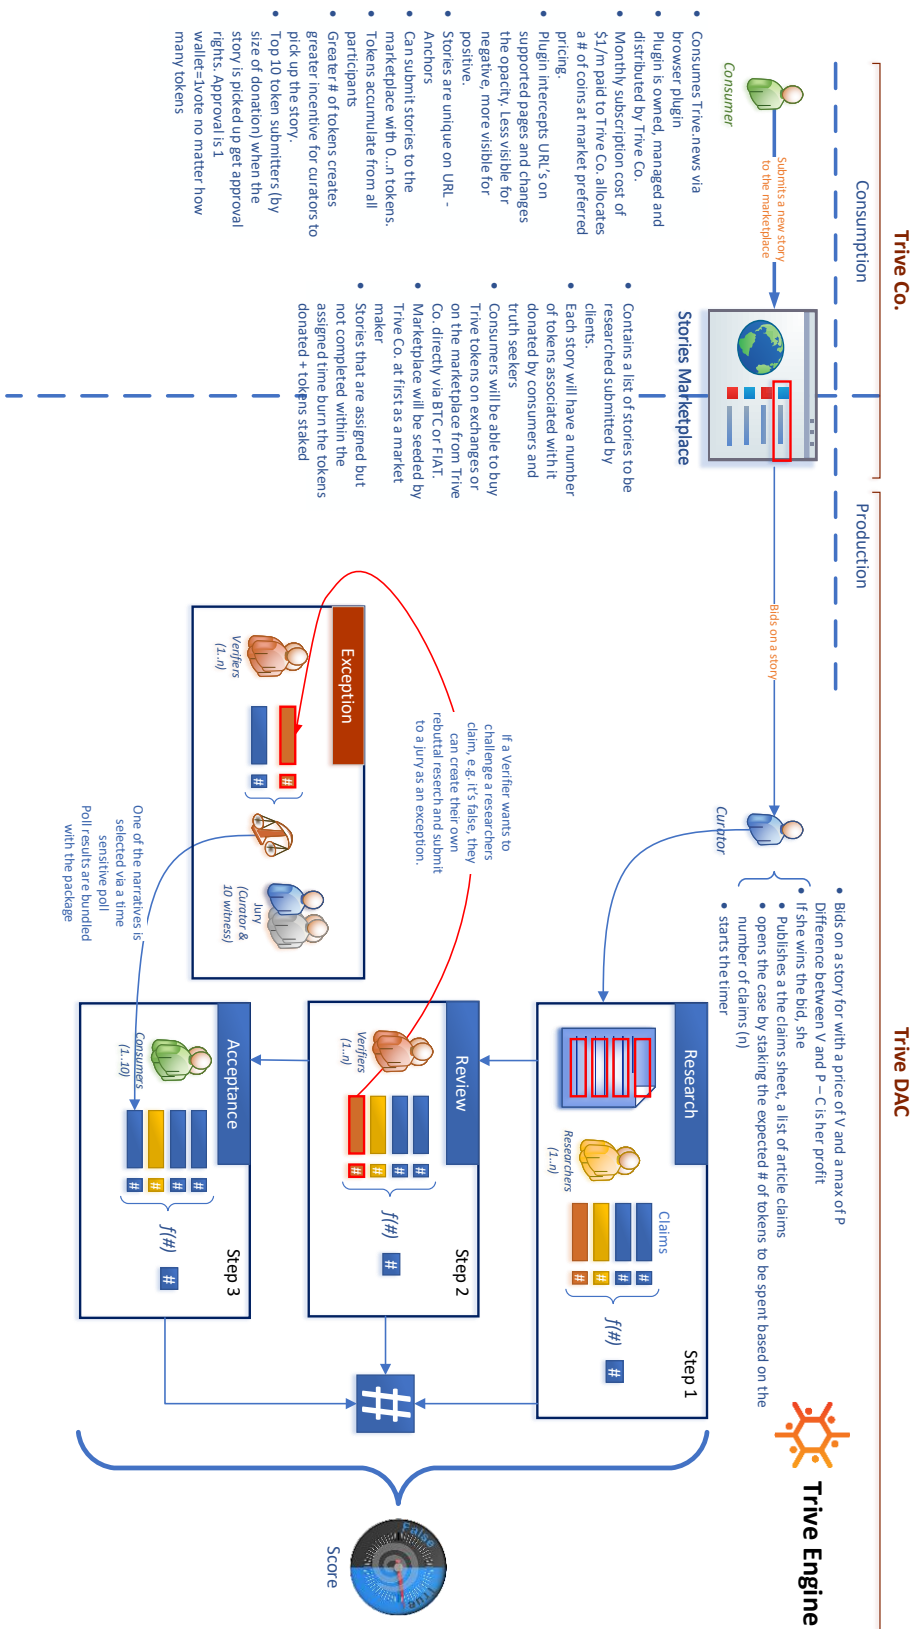 Trive Co.
Trive DAC
Consumption
Production
Trive Engine
Consumer
Submits a new story
to the marketplace
Stories Marketplace
Bids on a story
Curator
• Consumes Trive.news via
browser plugin
• Plugin is owned, managed and
distributed by Trive Co.
• Monthly subscription cost of
$1/m paid to Trive Co. allocates
a # of coins at market preferred
pricing.
• Plugin intercepts URL's on
supported pages and changes
the opacity. Less visible for
negative, more visible for
positive.
• Stories are unique on URL -
Anchors
• Can submit stories to the
marketplace with 0...n tokens.
• Tokens accumulate from all
participants
• Greater # of tokens creates
greater incentive for curators to
pick up the story.
• Top 10 token submitters (by
size of donation) when the
story is picked up get approval
rights. Approval is 1
wallet=1vote no matter how
many tokens
• Contains a list of stories to be
researched submitted by
clients.
• Each story will have a number
of tokens associated with it
donated by consumers and
truth seekers
• Consumers will be able to buy
Trive tokens on exchanges or
on the marketplace from Trive
Co. directly via BTC or FIAT.
• Marketplace will be seeded by
Trive Co. at first as a market
maker
• Stories that are assigned but
not completed within the
assigned time burn the tokens
donated + tokens staked
• Bids on a story for with a price of V and a max of P
Difference between V and P – C is her profit
• If she wins the bid, she
• Publishes a the claims sheet, a list of article claims
• opens the case by staking the expected # of tokens to be spent based on the
number of claims (n)
• starts the timer
Research
Step 1
Researchers
(1..n)
Claims
#
#
#
#
f(#)
#
If a Verifier wants to
challenge a researchers
claim, e.g. it's false, they
can create their own
rebuttal reserch and submit
to a jury as an exception.
Review
Step 2
Verifiers
(1..n)
#
#
#
#
f(#)
#
Exception
Verifiers
(1..n)
#
#
Jury
(Curator &
10 witness)
Acceptance
Step 3
Consumers
(1..10)
#
#
#
#
f(#)
#
One of the narratives is
selected via a time
sensitive poll
Poll results are bundled
with the package
#
False
True
Score